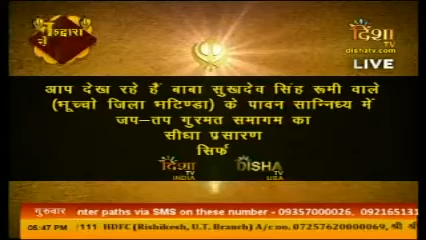 दिशा
TV
dishatv.com
LIVE
आप देख रहे हैं बाबा सुखदेव सिंह रूमी वाले
(भूच्चो जिला भटिण्डा) के पावन सान्निध्य में
जप–तप गुरमत समागम का
सीधा प्रसारण
सिर्फ
दिशा TV INDIA DISHA TV USA
गुरुवार nter paths via SMS on these number - 09357000026, 092165131
05:47 PM /111 HDFC (Rishikesh, U.T. Branch) A/c no. 07257620000069, श्री